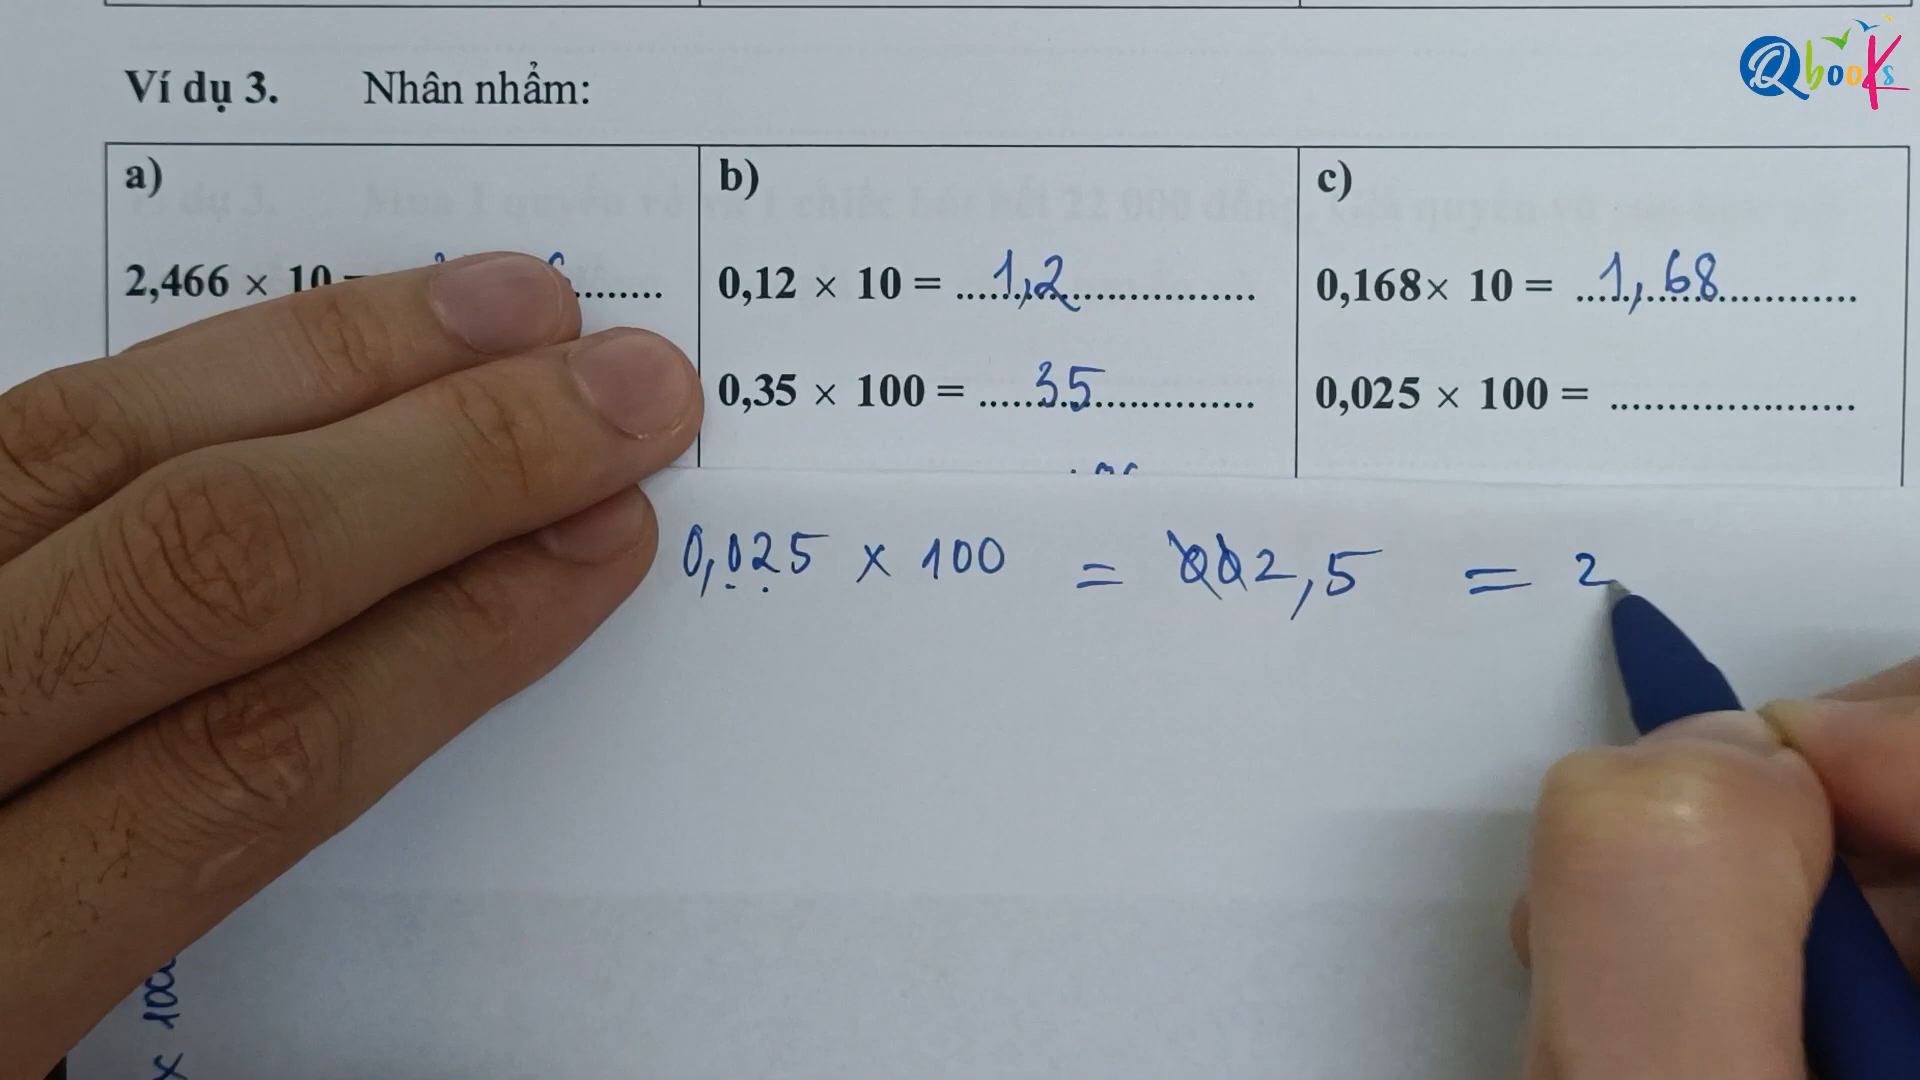 Qbooks
Ví dụ 3. Nhân nhẩm:
a)
2,466 × 10 =
b)
0,12 × 10 = 1,2
0,35 × 100 = 35
c)
0,168× 10 = 1,68
0,025 × 100 =
0,025 × 100 = 002,5 = 2
× 100